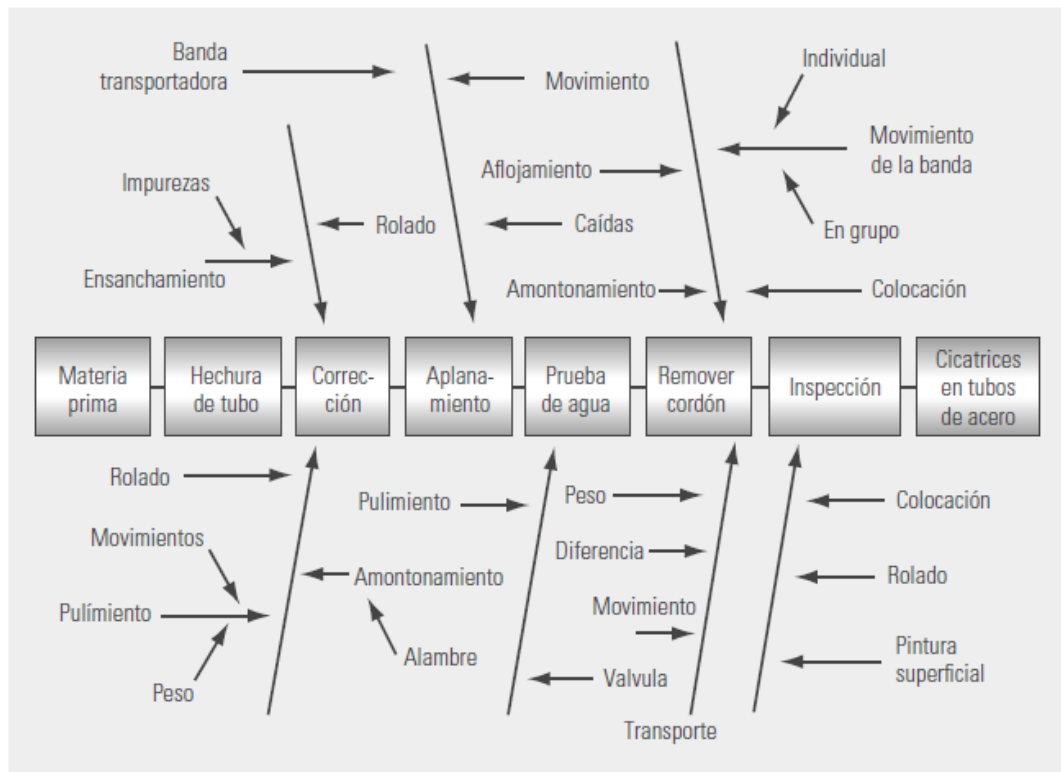 Banda
transportadora
Movimiento
Individual
Movimiento
de la banda
Impurezas
Aflojamiento
Rolado
Caídas
En grupo
Ensanchamiento
Amontonamiento
Colocación
Materia
prima
Hechura
de tubo
Correc-
ción
Aplana-
miento
Prueba
de agua
Remover
cordón
Inspección
Cicatrices
en tubos
de acero
Rolado
Pulimiento
Peso
Colocación
Movimientos
Diferencia
Amontonamiento
Rolado
Pulímiento
Movimiento
Alambre
Pintura
superficial
Peso
Valvula
Transporte